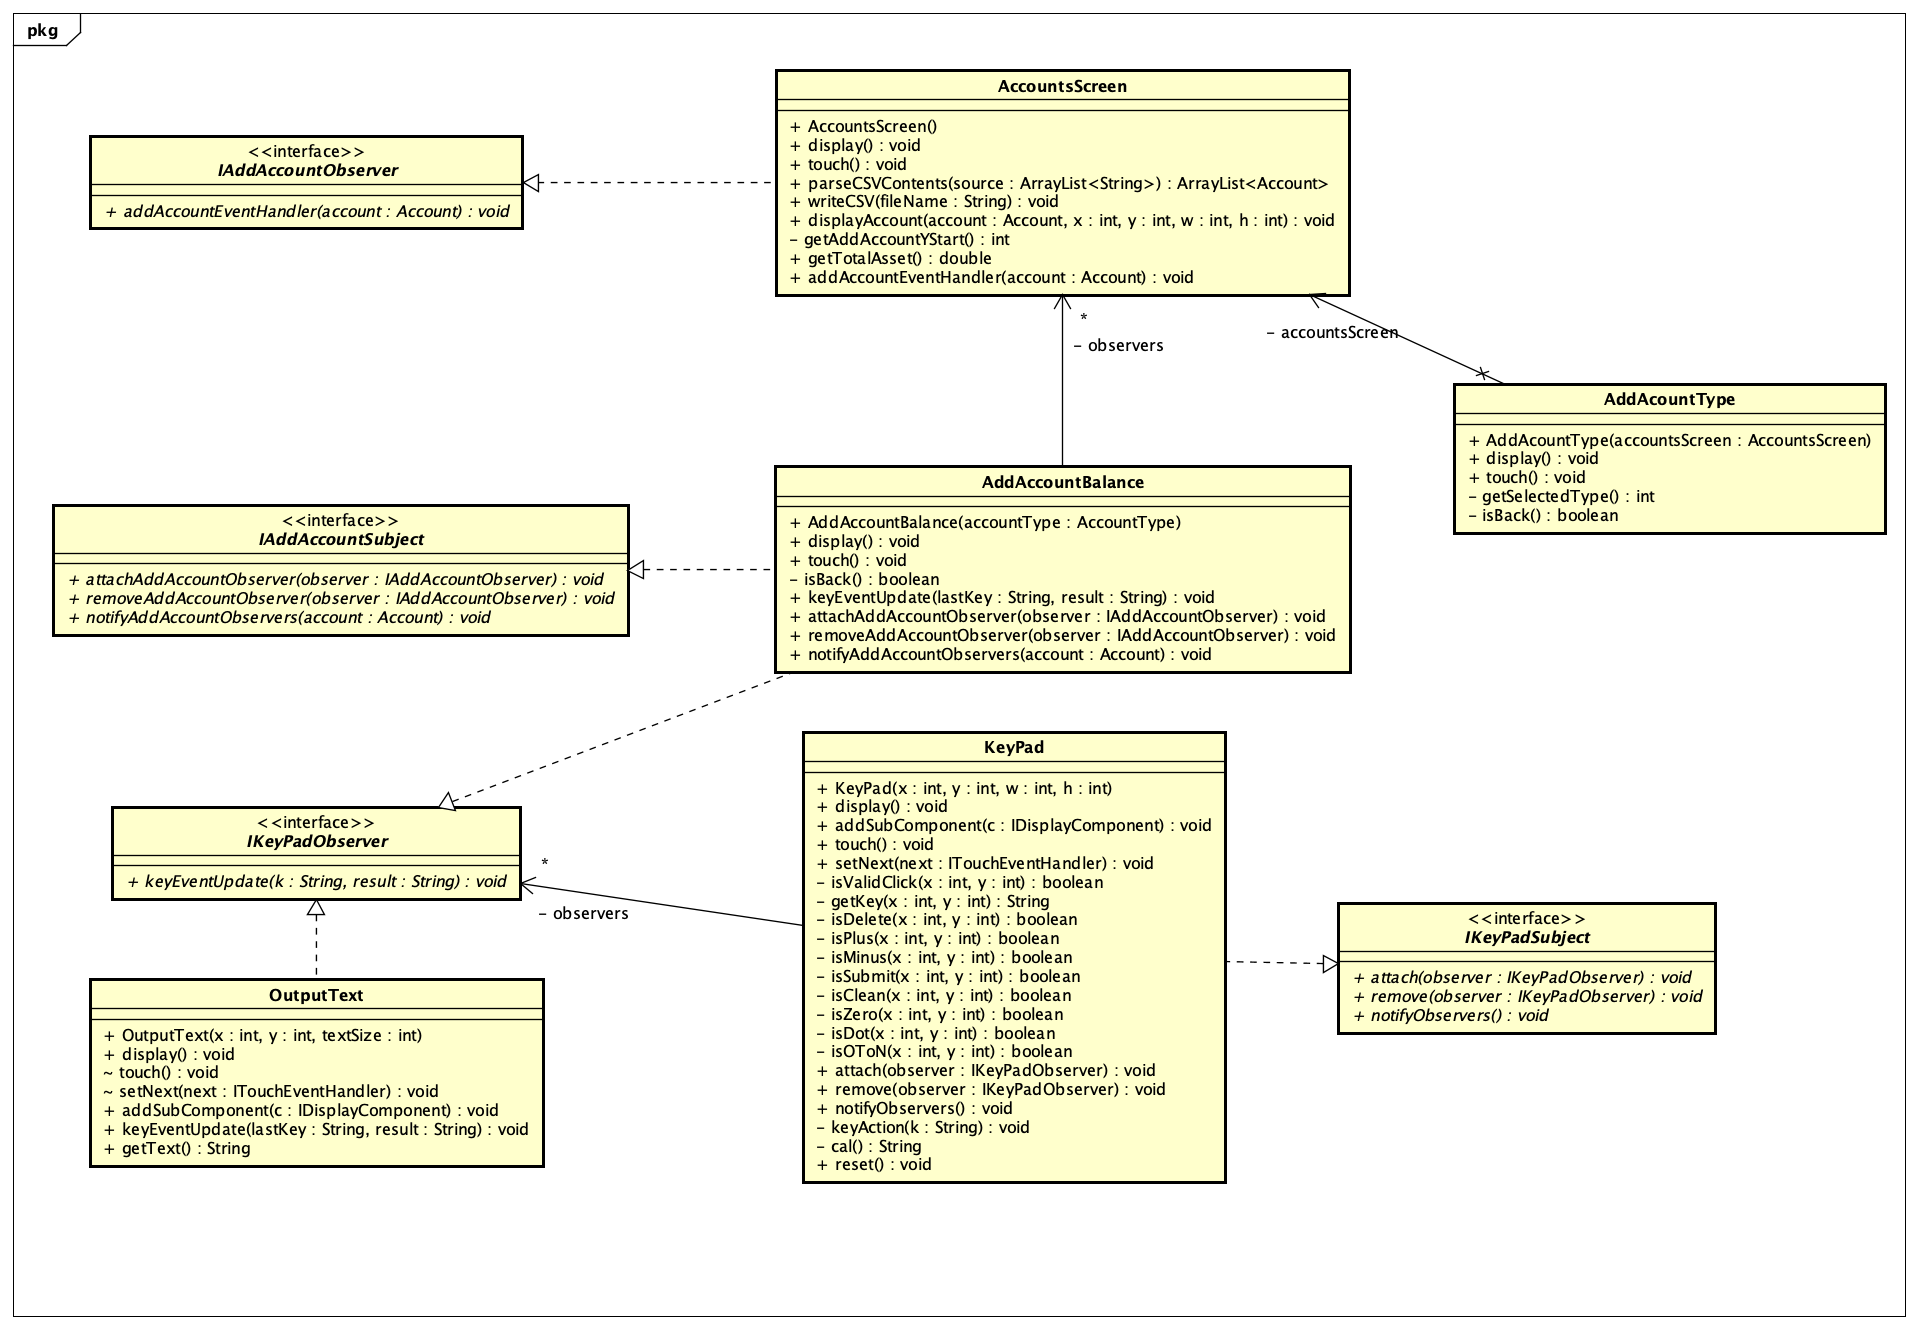 pkg
AccountsScreen
+ AccountsScreen()
+ display() : void
+ touch() : void
+ parseCSVContents(source : ArrayList<String>) : ArrayList<Account>
+ writeCSV(fileName : String) : void
+ displayAccount(account : Account, x : int, y : int, w : int, h : int) : void
- getAddAccountYStart() : int
+ getTotalAsset() : double
+ addAccountEventHandler(account : Account) : void
<<interface>>
IAddAccountObserver
+ addAccountEventHandler(account : Account) : void
*
- observers
- accountsScreen
AddAcountType
+ AddAcountType(accountsScreen : AccountsScreen)
+ display() : void
+ touch() : void
- getSelectedType() : int
- isBack() : boolean
AddAccountBalance
+ AddAccountBalance(accountType : AccountType)
+ display() : void
+ touch() : void
- isBack() : boolean
+ keyEventUpdate(lastKey : String, result : String) : void
+ attachAddAccountObserver(observer : IAddAccountObserver) : void
+ removeAddAccountObserver(observer : IAddAccountObserver) : void
+ notifyAddAccountObservers(account : Account) : void
<<interface>>
IAddAccountSubject
+ attachAddAccountObserver(observer : IAddAccountObserver) : void
+ removeAddAccountObserver(observer : IAddAccountObserver) : void
+ notifyAddAccountObservers(account : Account) : void
KeyPad
+ KeyPad(x : int, y : int, w : int, h : int)
+ display() : void
+ addSubComponent(c : IDisplayComponent) : void
+ touch() : void
+ setNext(next : ITouchEventHandler) : void
- isValidClick(x : int, y : int) : boolean
- getKey(x : int, y : int) : String
- isDelete(x : int, y : int) : boolean
- isPlus(x : int, y : int) : boolean
- isMinus(x : int, y : int) : boolean
- isSubmit(x : int, y : int) : boolean
- isClean(x : int, y : int) : boolean
- isZero(x : int, y : int) : boolean
- isDot(x : int, y : int) : boolean
- isOToN(x : int, y : int) : boolean
+ attach(observer : IKeyPadObserver) : void
+ remove(observer : IKeyPadObserver) : void
+ notifyObservers() : void
- keyAction(k : String) : void
- cal() : String
+ reset() : void
<<interface>>
IKeyPadObserver
+ keyEventUpdate(k : String, result : String) : void
*
- observers
<<interface>>
IKeyPadSubject
+ attach(observer : IKeyPadObserver) : void
+ remove(observer : IKeyPadObserver) : void
+ notifyObservers() : void
OutputText
+ OutputText(x : int, y : int, textSize : int)
+ display() : void
~ touch() : void
~ setNext(next : ITouchEventHandler) : void
+ addSubComponent(c : IDisplayComponent) : void
+ keyEventUpdate(lastKey : String, result : String) : void
+ getText() : String